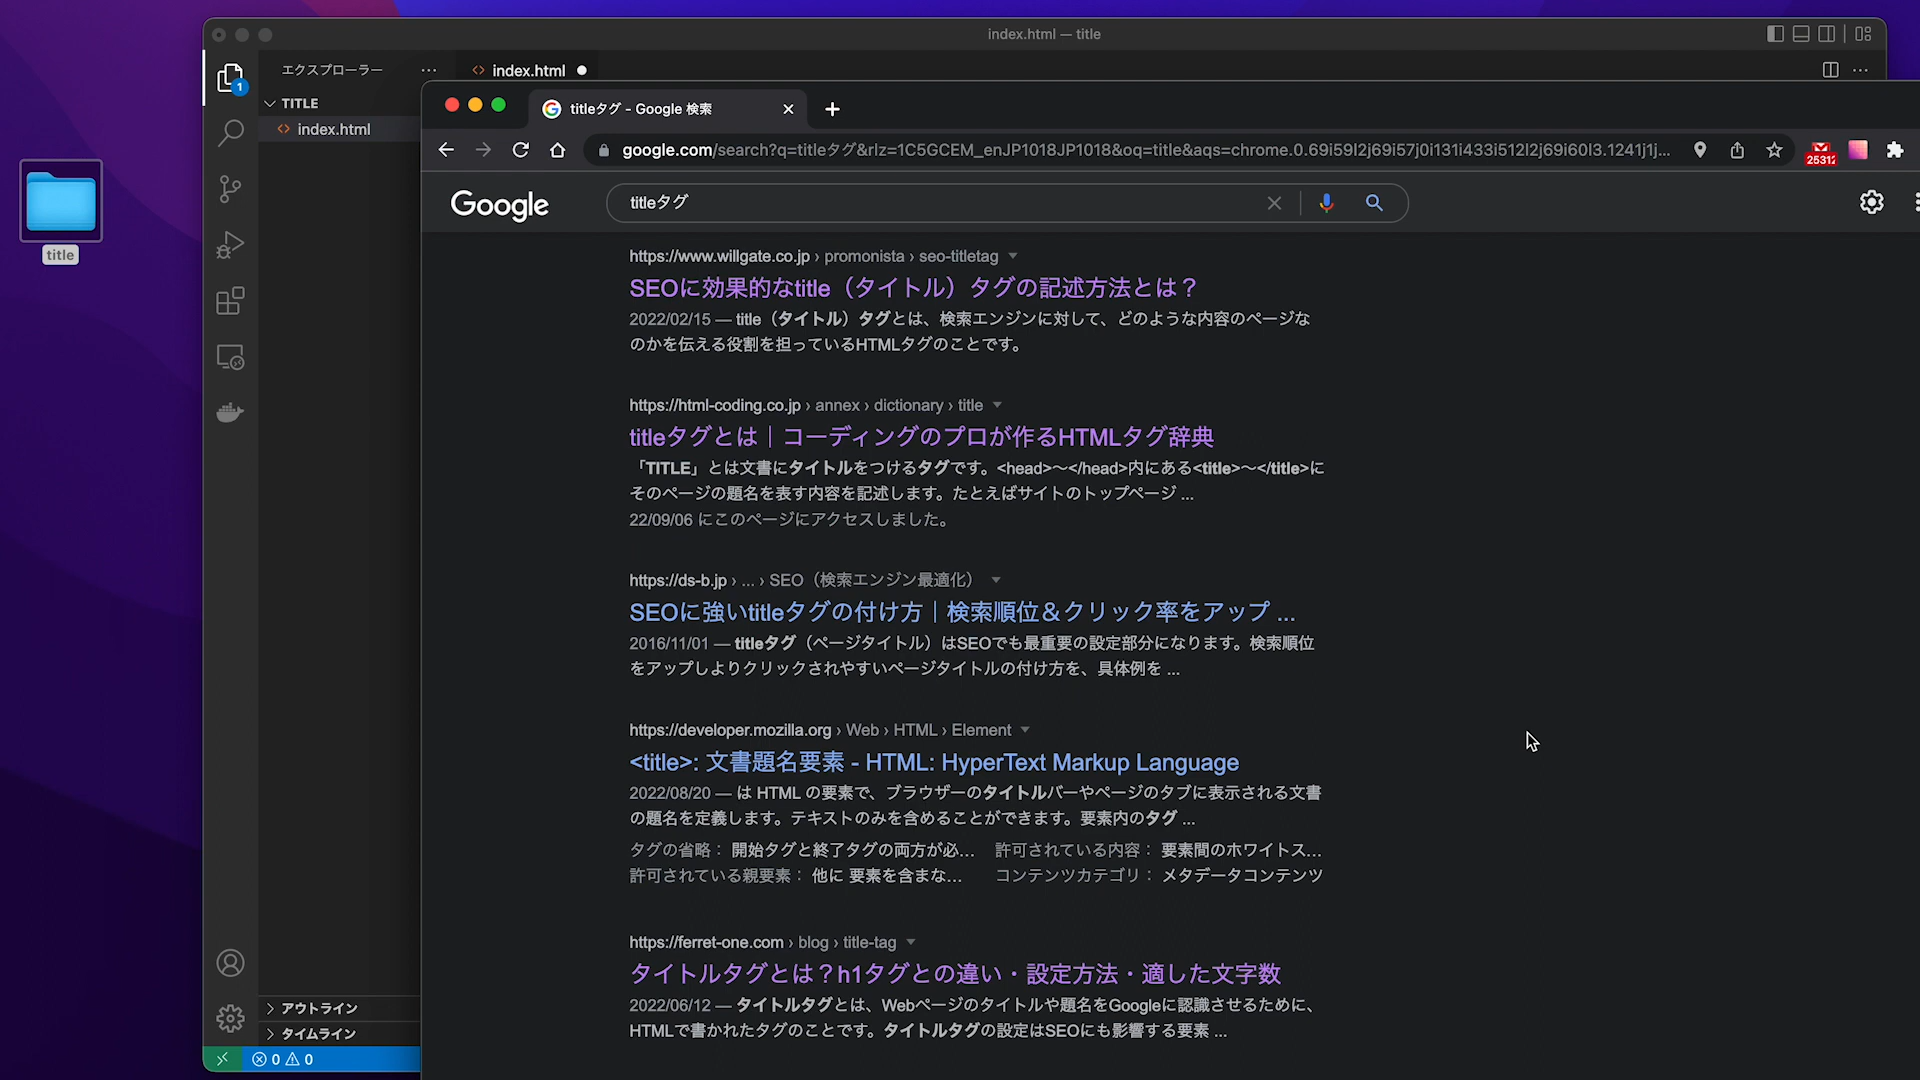 index.html — title
エクスプローラー
index.html
TITLE
index.html
1
title
titleタグ - Google 検索
google.com/search?q=titleタグ&rlz=1C5GCEM_enJP1018JP1018&oq=title&aqs=chrome.0.69i59l2j69i57j0i131i433i512l2j69i60l3.1241j1j...
25312
Google
titleタグ
https://www.willgate.co.jp › promonista › seo-titletag
SEOに効果的なtitle（タイトル）タグの記述方法とは？
2022/02/15 — title（タイトル）タグとは、検索エンジンに対して、どのような内容のページな
のかを伝える役割を担っているHTMLタグのことです。
https://html-coding.co.jp › annex › dictionary › title
titleタグとは｜コーディングのプロが作るHTMLタグ辞典
「TITLE」とは文書にタイトルをつけるタグです。<head>〜</head>内にある<title>〜</title>に
そのページの題名を表す内容を記述します。たとえばサイトのトップページ ...
22/09/06 にこのページにアクセスしました。
https://ds-b.jp › ... › SEO（検索エンジン最適化）
SEOに強いtitleタグの付け方｜検索順位＆クリック率をアップ ...
2016/11/01 — titleタグ（ページタイトル）はSEOでも最重要の設定部分になります。検索順位
をアップしよりクリックされやすいページタイトルの付け方を、具体例を ...
https://developer.mozilla.org › Web › HTML › Element
<title>: 文書題名要素 - HTML: HyperText Markup Language
2022/08/20 — は HTML の要素で、ブラウザーのタイトルバーやページのタブに表示される文書
の題名を定義します。テキストのみを含めることができます。要素内のタグ ...
タグの省略： 開始タグと終了タグの両方が必... 許可されている内容： 要素間のホワイトス...
許可されている親要素： 他に 要素を含まな... コンテンツカテゴリ： メタデータコンテンツ
https://ferret-one.com › blog › title-tag
タイトルタグとは？h1タグとの違い・設定方法・適した文字数
2022/06/12 — タイトルタグとは、Webページのタイトルや題名をGoogleに認識させるために、
HTMLで書かれたタグのことです。タイトルタグの設定はSEOにも影響する要素 ...
アウトライン
タイムライン
0 0